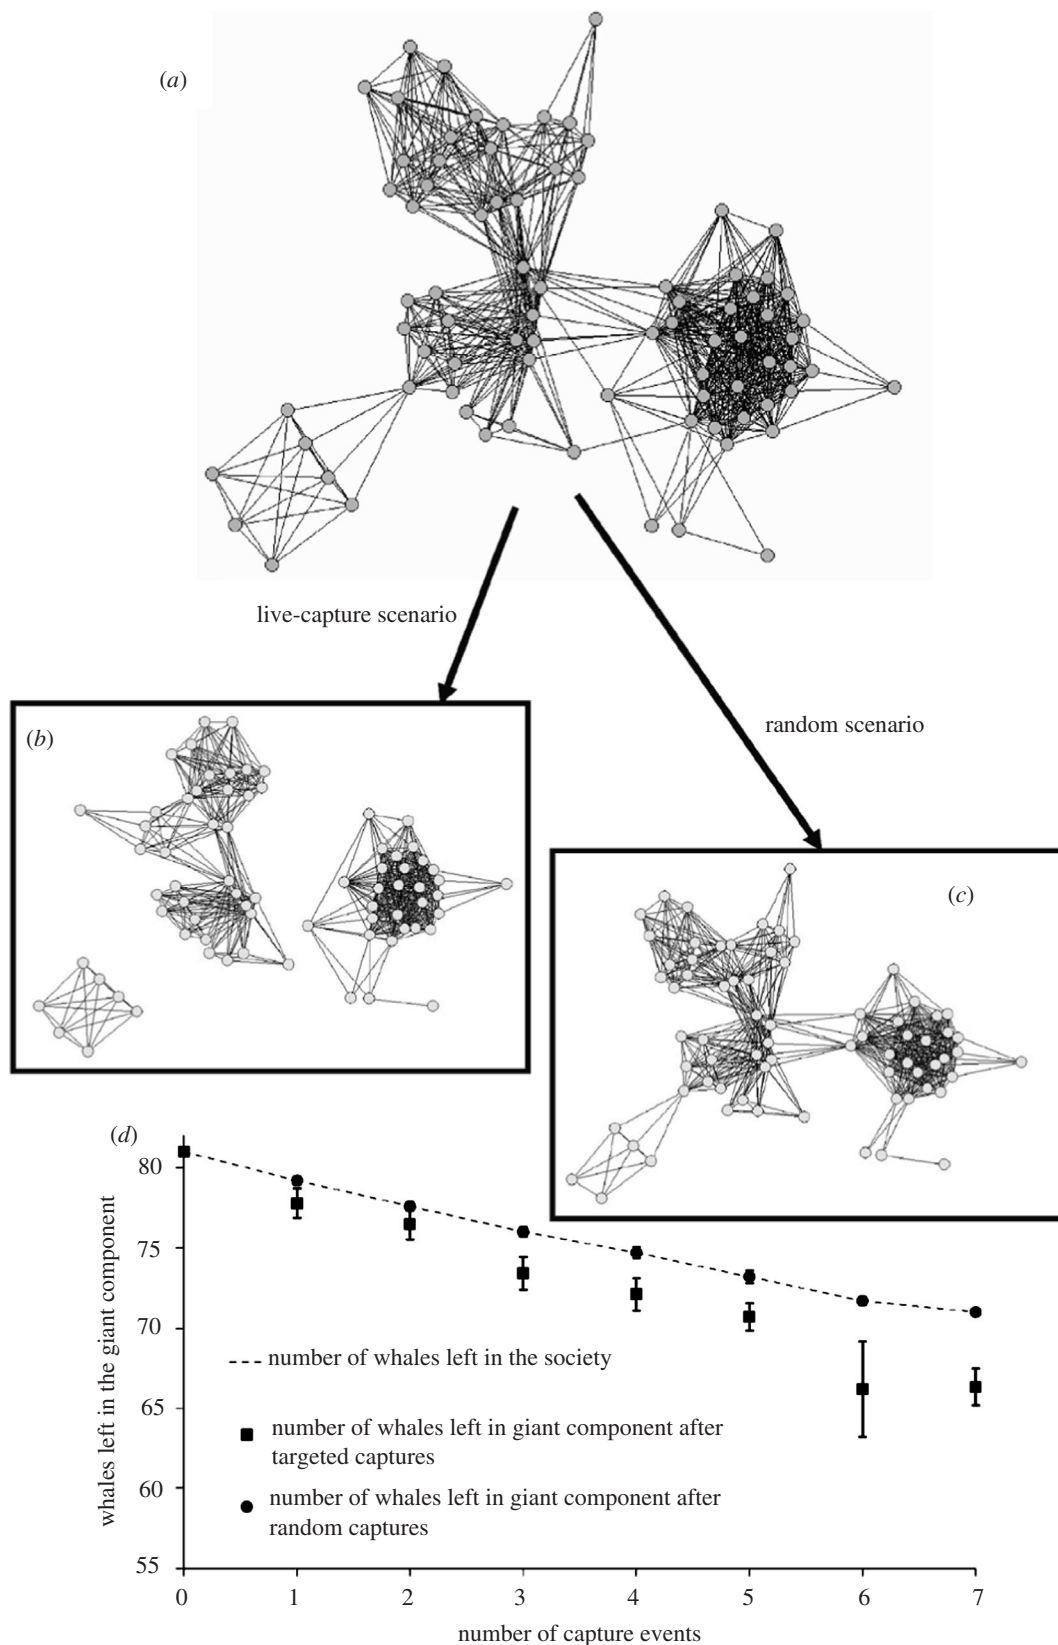 (a)
live-capture scenario
random scenario
(b)
(c)
(d)
80
75
70
65
60
55
whales left in the giant component
number of whales left in the society
number of whales left in giant component after
targeted captures
number of whales left in giant component after
random captures
0 1 2 3 4 5 6 7
number of capture events